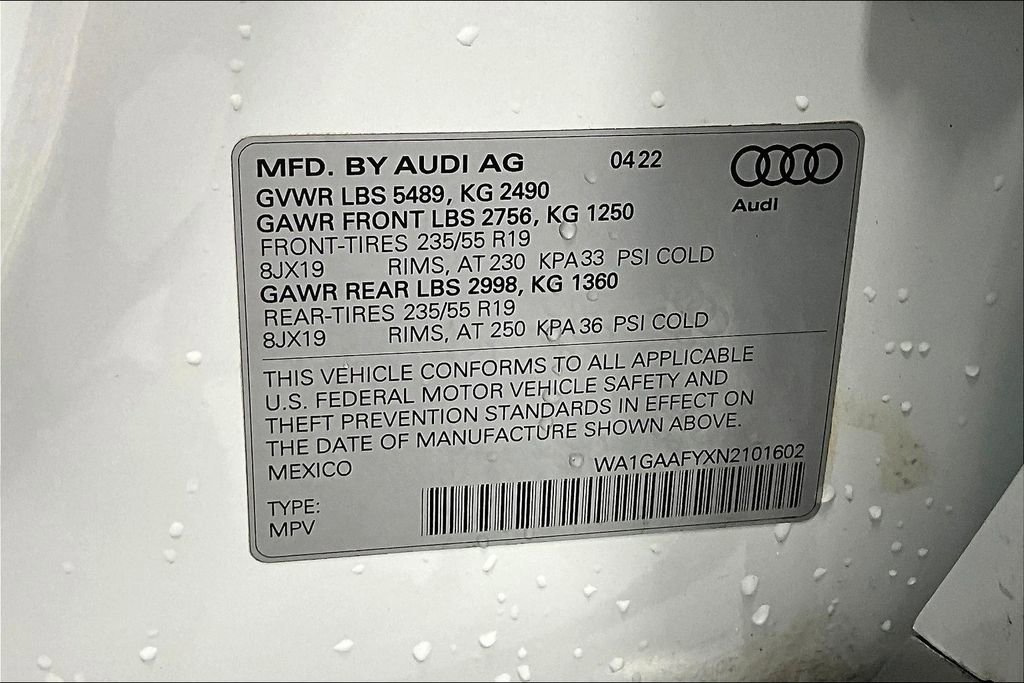 MFD. BY AUDI AG 0422
Audi
GVWR LBS 5489, KG 2490
GAWR FRONT LBS 2756, KG 1250
FRONT-TIRES 235/55 R19
8JX19 RIMS, AT 230 KPA 33 PSI COLD
GAWR REAR LBS 2998, KG 1360
REAR-TIRES 235/55 R19
8JX19 RIMS, AT 250 KPA 36 PSI COLD
THIS VEHICLE CONFORMS TO ALL APPLICABLE
U.S. FEDERAL MOTOR VEHICLE SAFETY AND
THEFT PREVENTION STANDARDS IN EFFECT ON
THE DATE OF MANUFACTURE SHOWN ABOVE.
MEXICO WA1GAAFYXN2101602
TYPE:
MPV